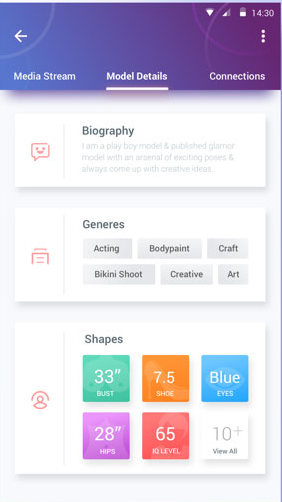 14:30
Media Stream
Model Details
Connections
Biography
I am a play boy model & published glamor
model with an arsenal of exciting poses &
always come up with creative ideas.
Generes
Acting Bodypaint Craft
Bikini Shoot Creative Art
Shapes
33” 7.5 Blue
BUST SHOE EYES
28” 65 10+
HIPS IQ LEVEL View All